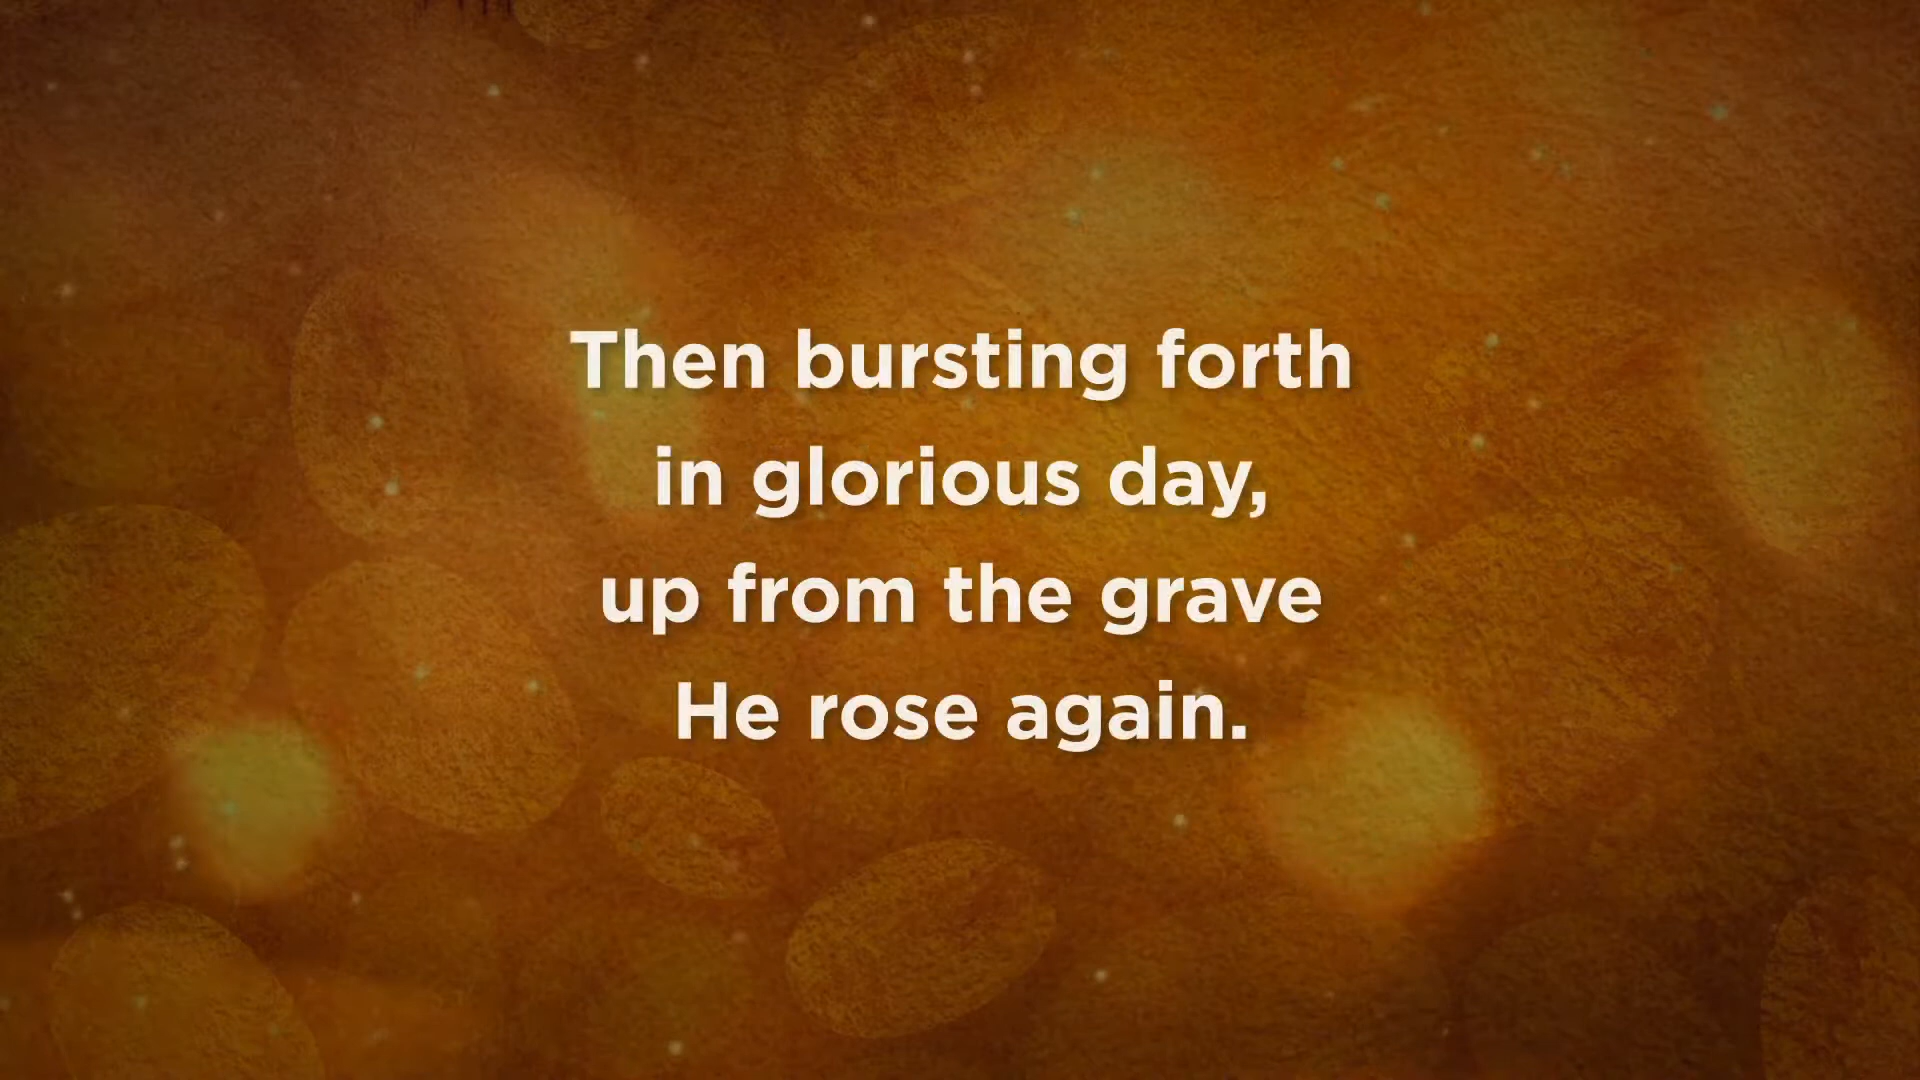 Then bursting forth
in glorious day,
up from the grave
He rose again.